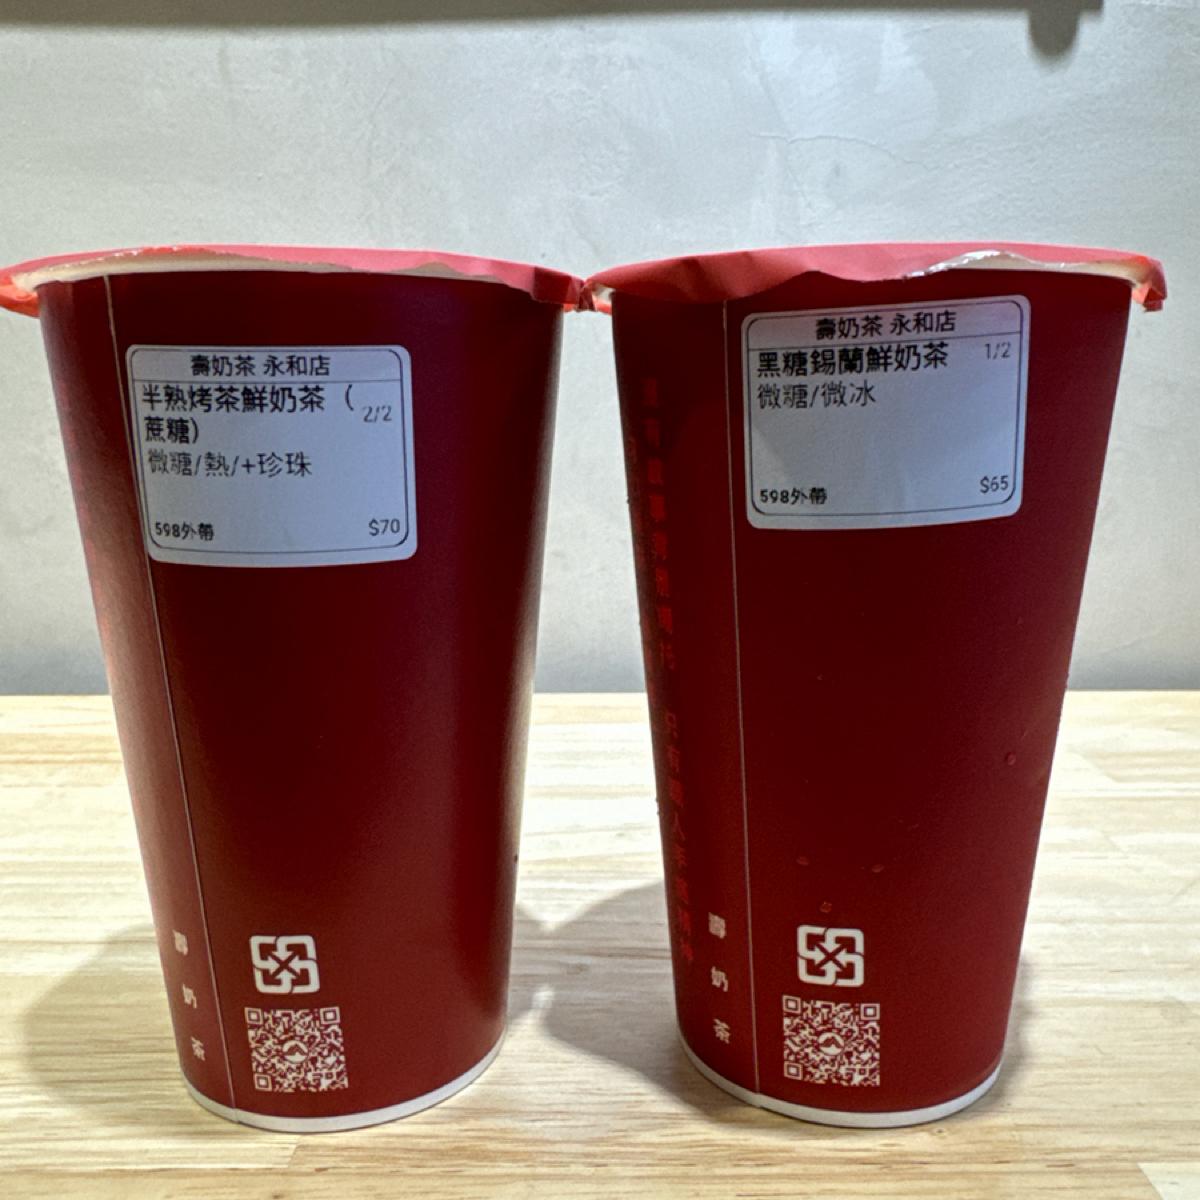 壽奶茶 永和店
半熟烤茶鮮奶茶 (
蔗糖)
2/2
微糖/熱/+珍珠
598外帶
$70
壽奶茶
壽奶茶 永和店
黑糖錫蘭鮮奶茶
1/2
微糖/微冰
598外帶
$65
壽奶茶